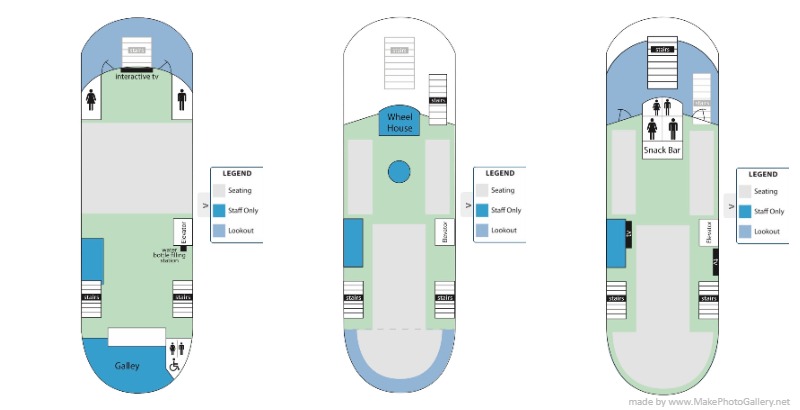 stairs
interactive tv
Elevator
water
bottle filling
station
stairs
stairs
Galley
LEGEND
Seating
Staff Only
Lookout
>
stairs
stairs
Wheel
House
Elevator
stairs
stairs
LEGEND
Seating
Staff Only
Lookout
>
stairs
stairs
Snack Bar
Elevator
tv
tv
stairs
stairs
LEGEND
Seating
Staff Only
Lookout
>
made by www.MakePhotoGallery.net